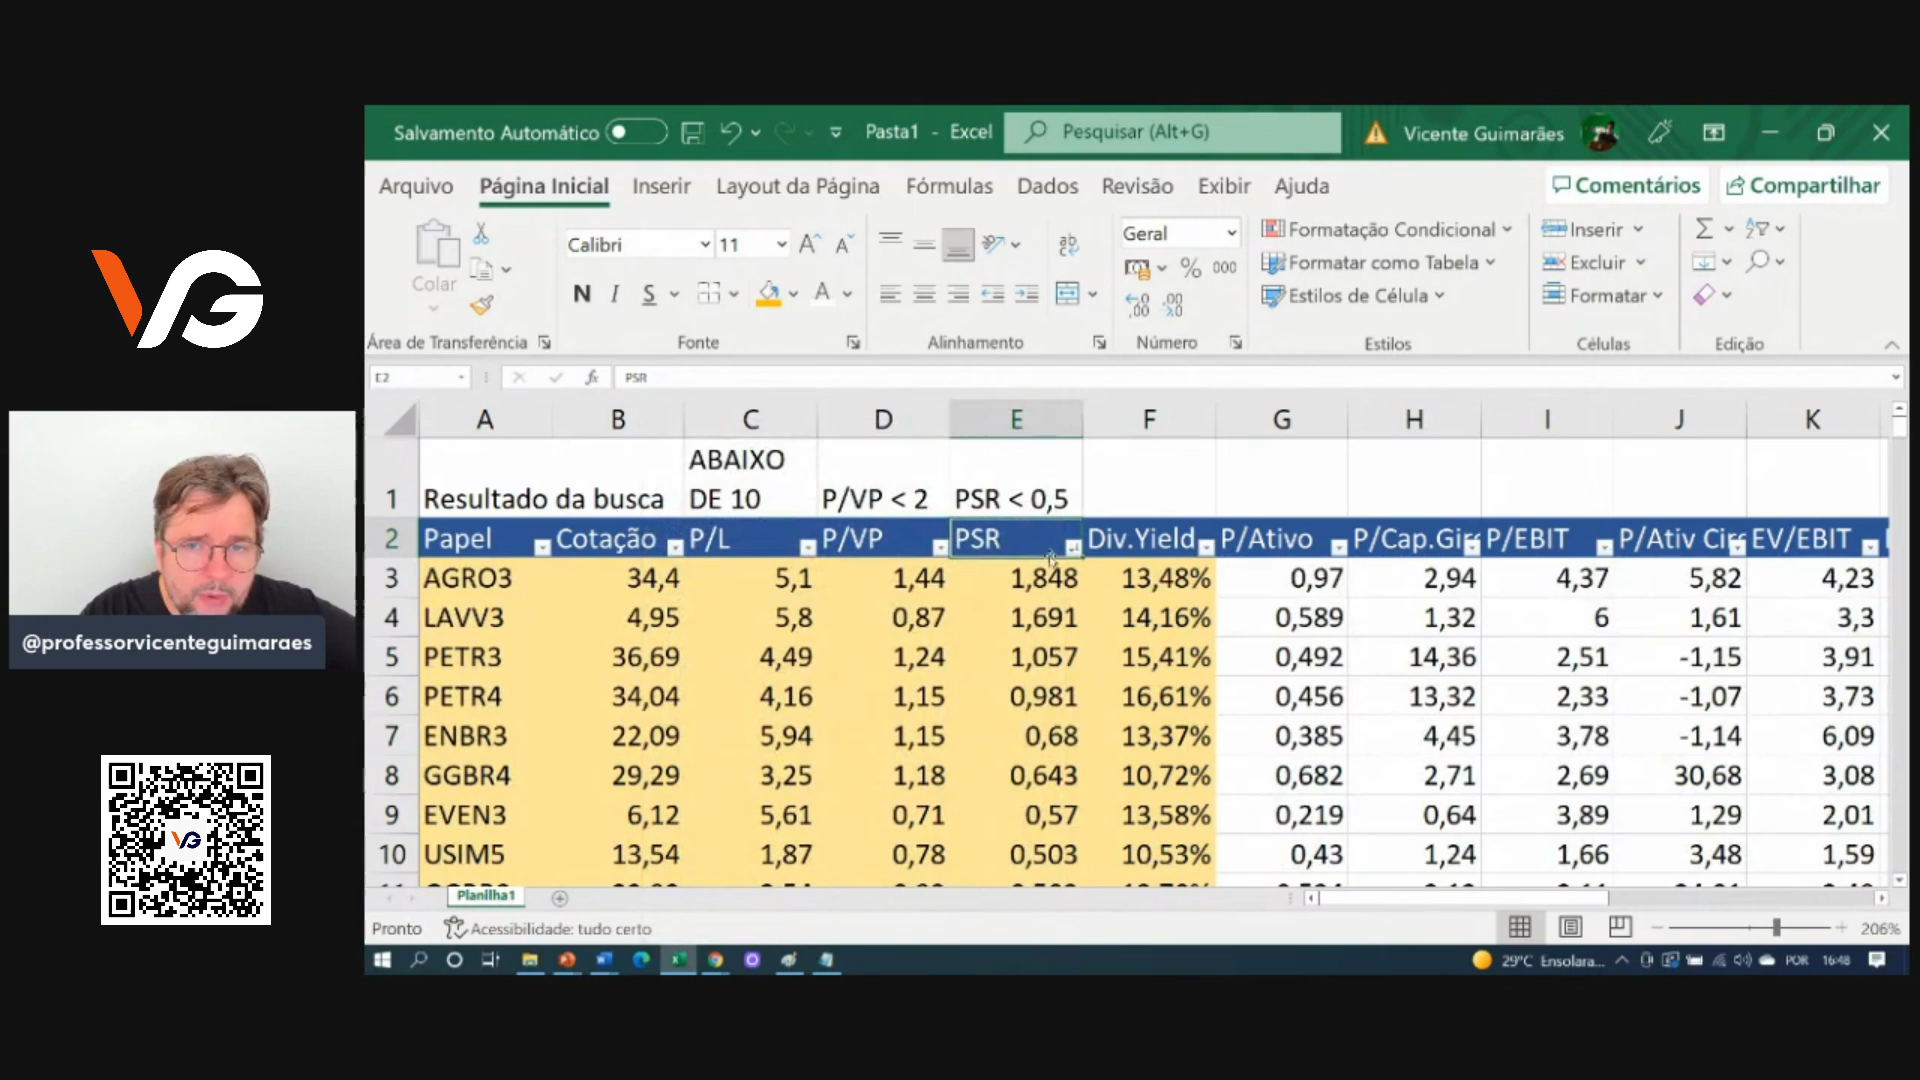 Salvamento Automático
Pasta1 - Excel
Pesquisar (Alt+G)
Vicente Guimarães
Arquivo Página Inicial Inserir Layout da Página Fórmulas Dados Revisão Exibir Ajuda
Comentários
Compartilhar
Colar
Calibri 11
N I S
Geral
% 000
Formatação Condicional
Formatar como Tabela
Estilos de Célula
Inserir
Excluir
Formatar
Área de Transferência Fonte Alinhamento Número Estilos Células Edição
E2 fx PSR
A B C D E F G H I J K
1 Resultado da busca ABAIXO DE 10 P/VP < 2 PSR < 0,5
2 Papel Cotação P/L P/VP PSR Div.Yield P/Ativo P/Cap.Gir P/EBIT P/Ativ Circ EV/EBIT
3 AGRO3 34,4 5,1 1,44 1,848 13,48% 0,97 2,94 4,37 5,82 4,23
4 LAVV3 4,95 5,8 0,87 1,691 14,16% 0,589 1,32 6 1,61 3,3
5 PETR3 36,69 4,49 1,24 1,057 15,41% 0,492 14,36 2,51 -1,15 3,91
6 PETR4 34,04 4,16 1,15 0,981 16,61% 0,456 13,32 2,33 -1,07 3,73
7 ENBR3 22,09 5,94 1,15 0,68 13,37% 0,385 4,45 3,78 -1,14 6,09
8 GGBR4 29,29 3,25 1,18 0,643 10,72% 0,682 2,71 2,69 30,68 3,08
9 EVEN3 6,12 5,61 0,71 0,57 13,58% 0,219 0,64 3,89 1,29 2,01
10 USIM5 13,54 1,87 0,78 0,503 10,53% 0,43 1,24 1,66 3,48 1,59
Planilha1
Pronto Acessibilidade: tudo certo 206%
29°C Ensolara... POR 16:48
VG
@professorvicenteguimaraes
VG